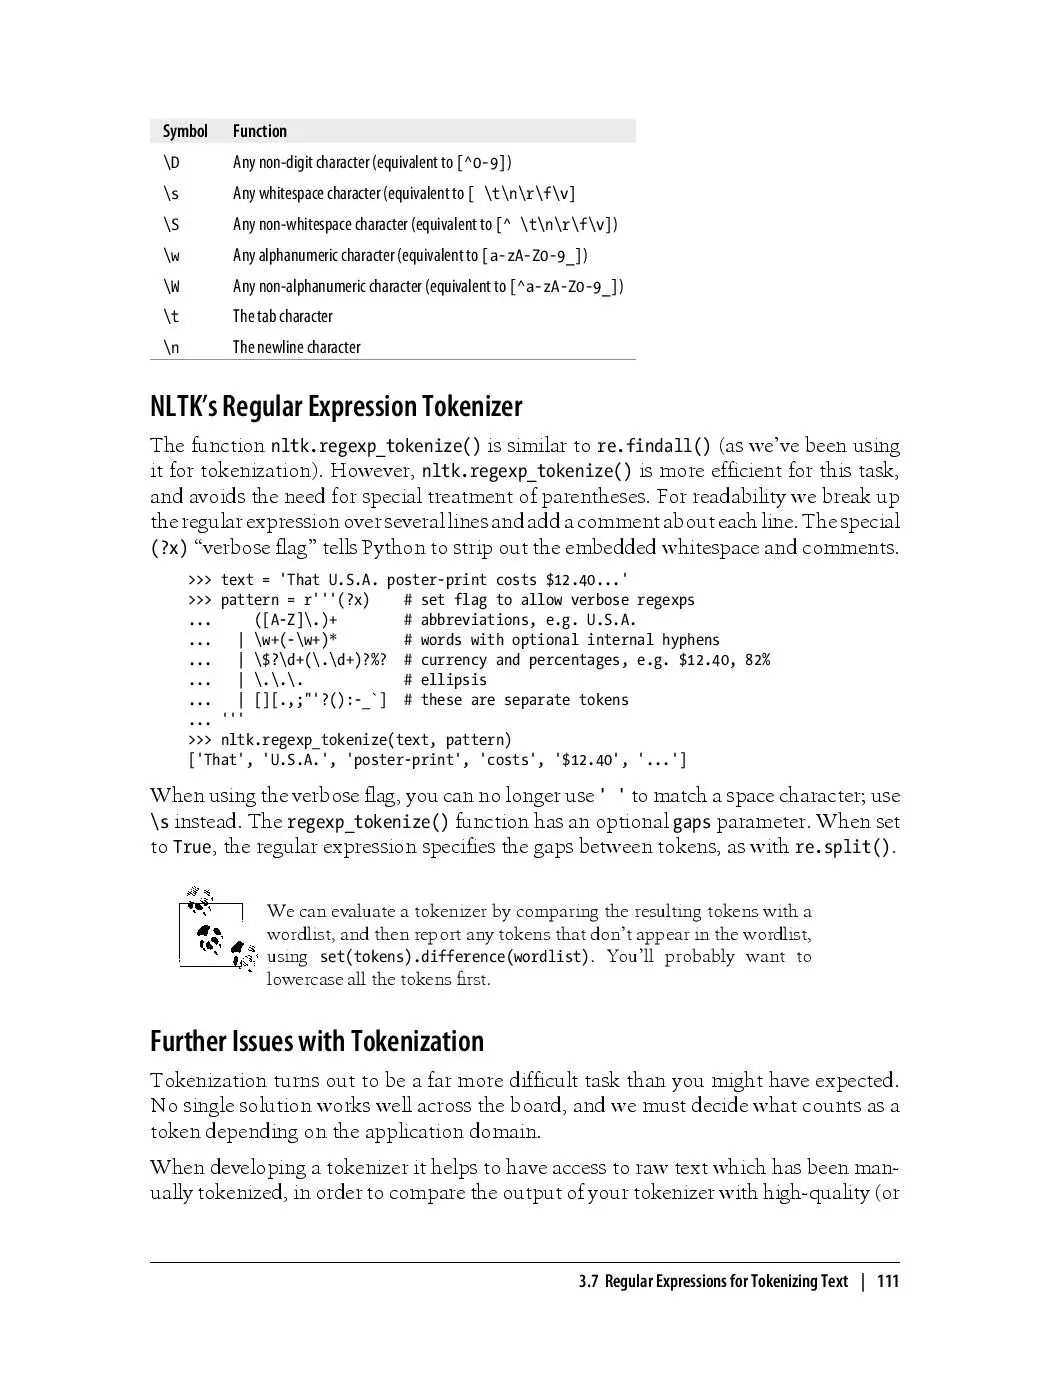 Symbol Function
\D Any non-digit character (equivalent to [^0-9])
\s Any whitespace character (equivalent to [ \t\n\r\f\v]
\S Any non-whitespace character (equivalent to [^ \t\n\r\f\v])
\w Any alphanumeric character (equivalent to [a-zA-Z0-9_])
\W Any non-alphanumeric character (equivalent to [^a-zA-Z0-9_])
\t The tab character
\n The newline character
NLTK’s Regular Expression Tokenizer
The function nltk.regexp_tokenize() is similar to re.findall() (as we’ve been using
it for tokenization). However, nltk.regexp_tokenize() is more efficient for this task,
and avoids the need for special treatment of parentheses. For readability we break up
the regular expression over several lines and add a comment about each line. The special
(?x) “verbose flag” tells Python to strip out the embedded whitespace and comments.
>>> text = 'That U.S.A. poster-print costs $12.40...'
>>> pattern = r'''(?x)    # set flag to allow verbose regexps
...     ([A-Z]\.)+        # abbreviations, e.g. U.S.A.
...   | \w+(-\w+)*        # words with optional internal hyphens
...   | \$?\d+(\.\d+)?%?  # currency and percentages, e.g. $12.40, 82%
...   | \.\.\.            # ellipsis
...   | [][.,;"'?():-_`]  # these are separate tokens
... '''
>>> nltk.regexp_tokenize(text, pattern)
['That', 'U.S.A.', 'poster-print', 'costs', '$12.40', '...']
When using the verbose flag, you can no longer use ' ' to match a space character; use
\s instead. The regexp_tokenize() function has an optional gaps parameter. When set
to True, the regular expression specifies the gaps between tokens, as with re.split().
We can evaluate a tokenizer by comparing the resulting tokens with a
wordlist, and then report any tokens that don’t appear in the wordlist,
using set(tokens).difference(wordlist). You’ll probably want to
lowercase all the tokens first.
Further Issues with Tokenization
Tokenization turns out to be a far more difficult task than you might have expected.
No single solution works well across the board, and we must decide what counts as a
token depending on the application domain.
When developing a tokenizer it helps to have access to raw text which has been man-
ually tokenized, in order to compare the output of your tokenizer with high-quality (or
3.7 Regular Expressions for Tokenizing Text | 111